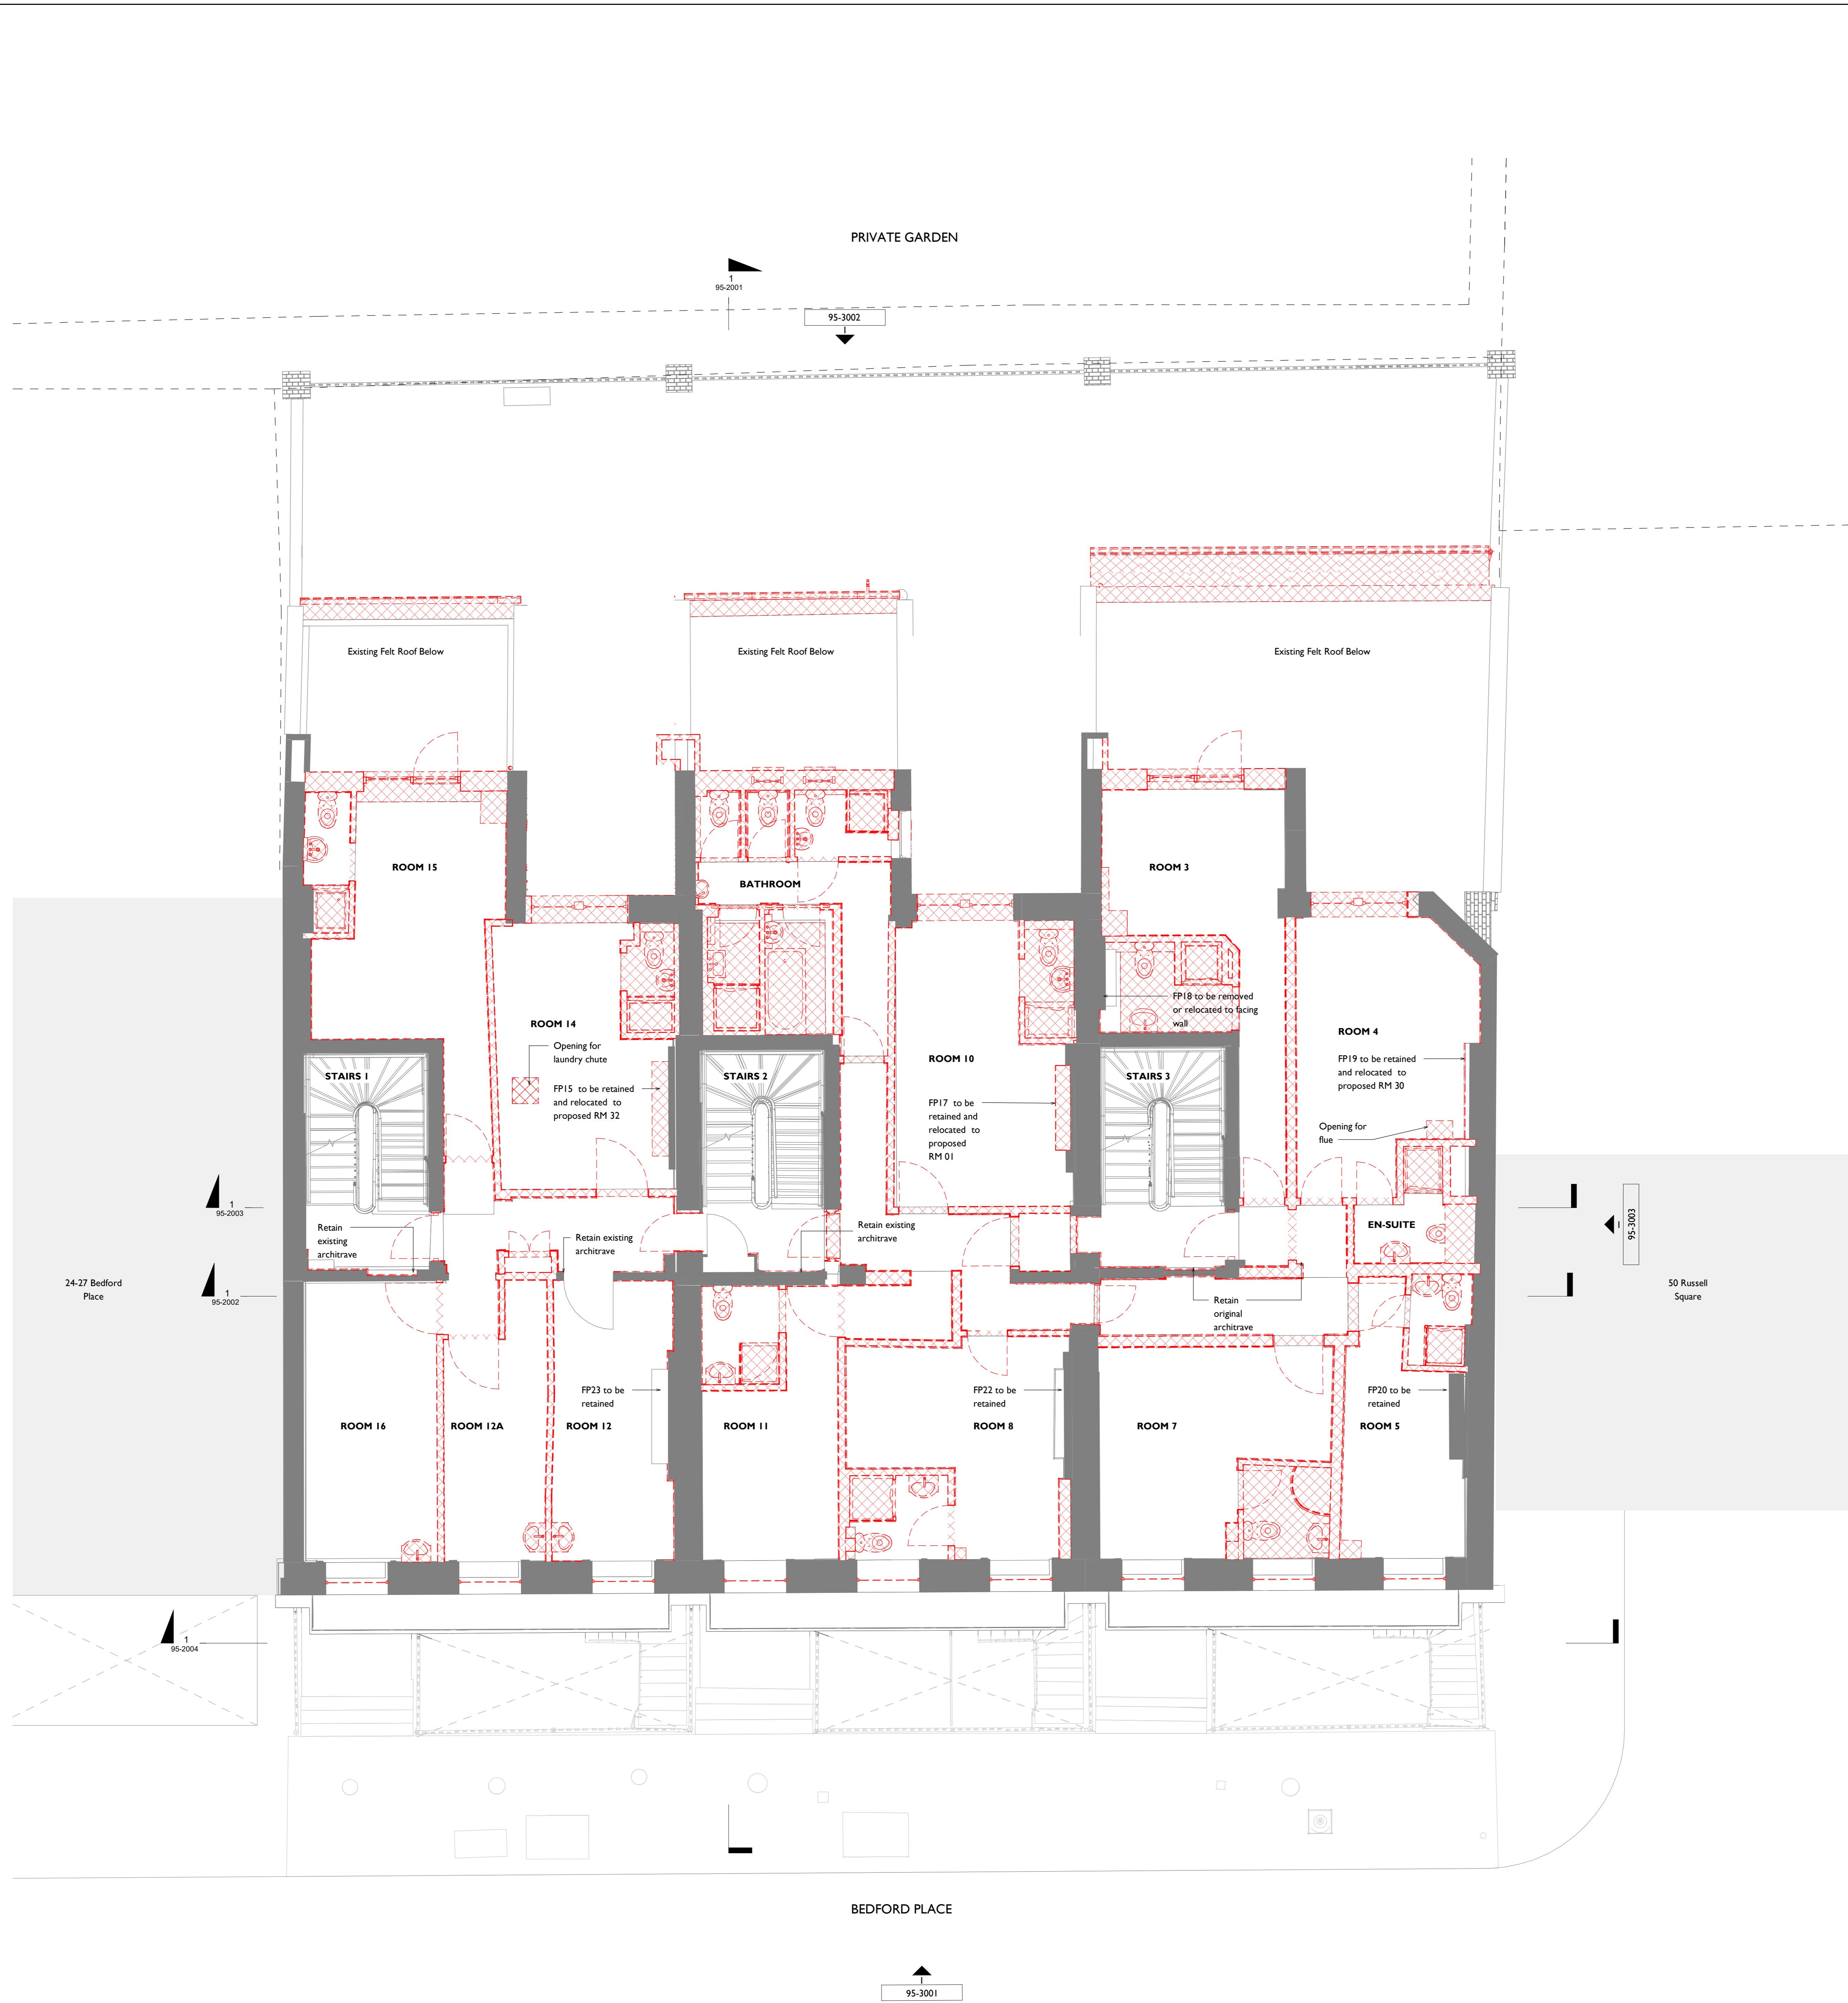 PRIVATE GARDEN
1
95-2001
95-3002
Existing Felt Roof Below
Existing Felt Roof Below
Existing Felt Roof Below
ROOM 15
BATHROOM
ROOM 3
FP18 to be removed
or relocated to facing
wall
ROOM 14
Opening for
laundry chute
FP15 to be retained
and relocated to
proposed RM 32
ROOM 10
FP17 to be
retained and
relocated to
proposed
RM 01
ROOM 4
FP19 to be retained
and relocated to
proposed RM 30
Opening for
flue
STAIRS 1
STAIRS 2
STAIRS 3
1
95-2003
Retain
existing
architrave
Retain existing
architrave
Retain existing
architrave
EN-SUITE
95-3003
24-27 Bedford
Place
1
95-2002
Retain
original
architrave
50 Russell
Square
FP23 to be
retained
FP22 to be
retained
FP20 to be
retained
ROOM 16
ROOM 12A
ROOM 12
ROOM 11
ROOM 8
ROOM 7
ROOM 5
1
95-2004
BEDFORD PLACE
95-3001